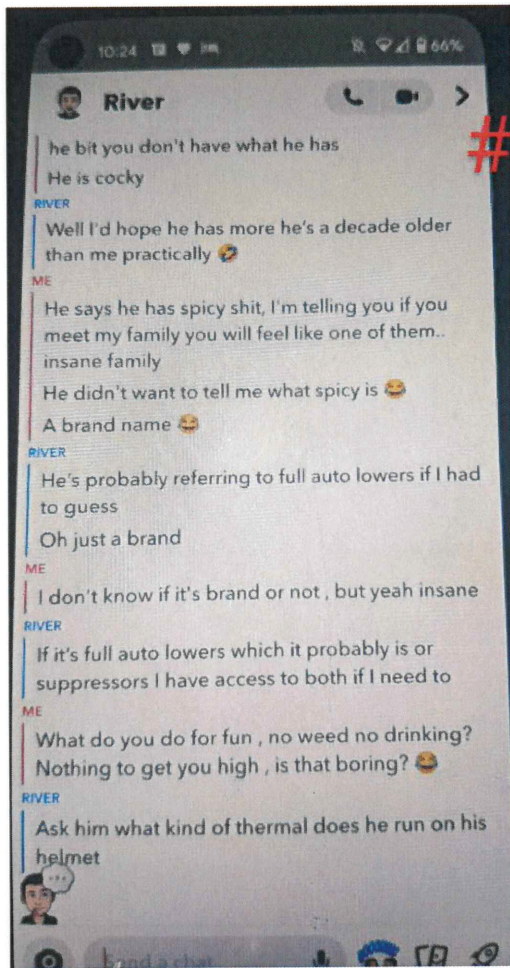 10:24
66%
River
#
he bit you don't have what he has
He is cocky
RIVER
Well I'd hope he has more he's a decade older
than me practically 🤣
ME
He says he has spicy shit, I'm telling you if you
meet my family you will feel like one of them..
insane family
He didn't want to tell me what spicy is 😂
A brand name 😂
RIVER
He's probably referring to full auto lowers if I had
to guess
Oh just a brand
ME
I don't know if it's brand or not , but yeah insane
RIVER
If it's full auto lowers which it probably is or
suppressors I have access to both if I need to
ME
What do you do for fun , no weed no drinking?
Nothing to get you high , is that boring? 😂
RIVER
Ask him what kind of thermal does he run on his
helmet
Send a chat